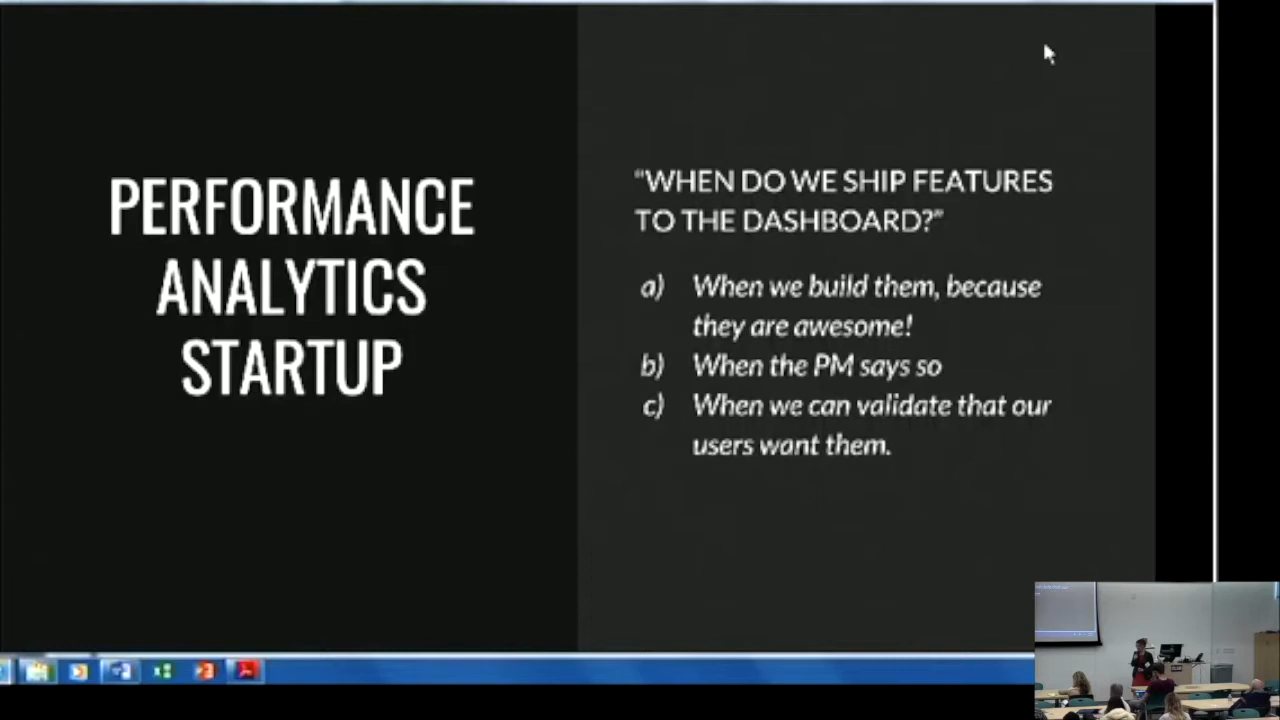 PERFORMANCE
ANALYTICS
STARTUP
“WHEN DO WE SHIP FEATURES
TO THE DASHBOARD?”
a) When we build them, because
they are awesome!
b) When the PM says so
c) When we can validate that our
users want them.